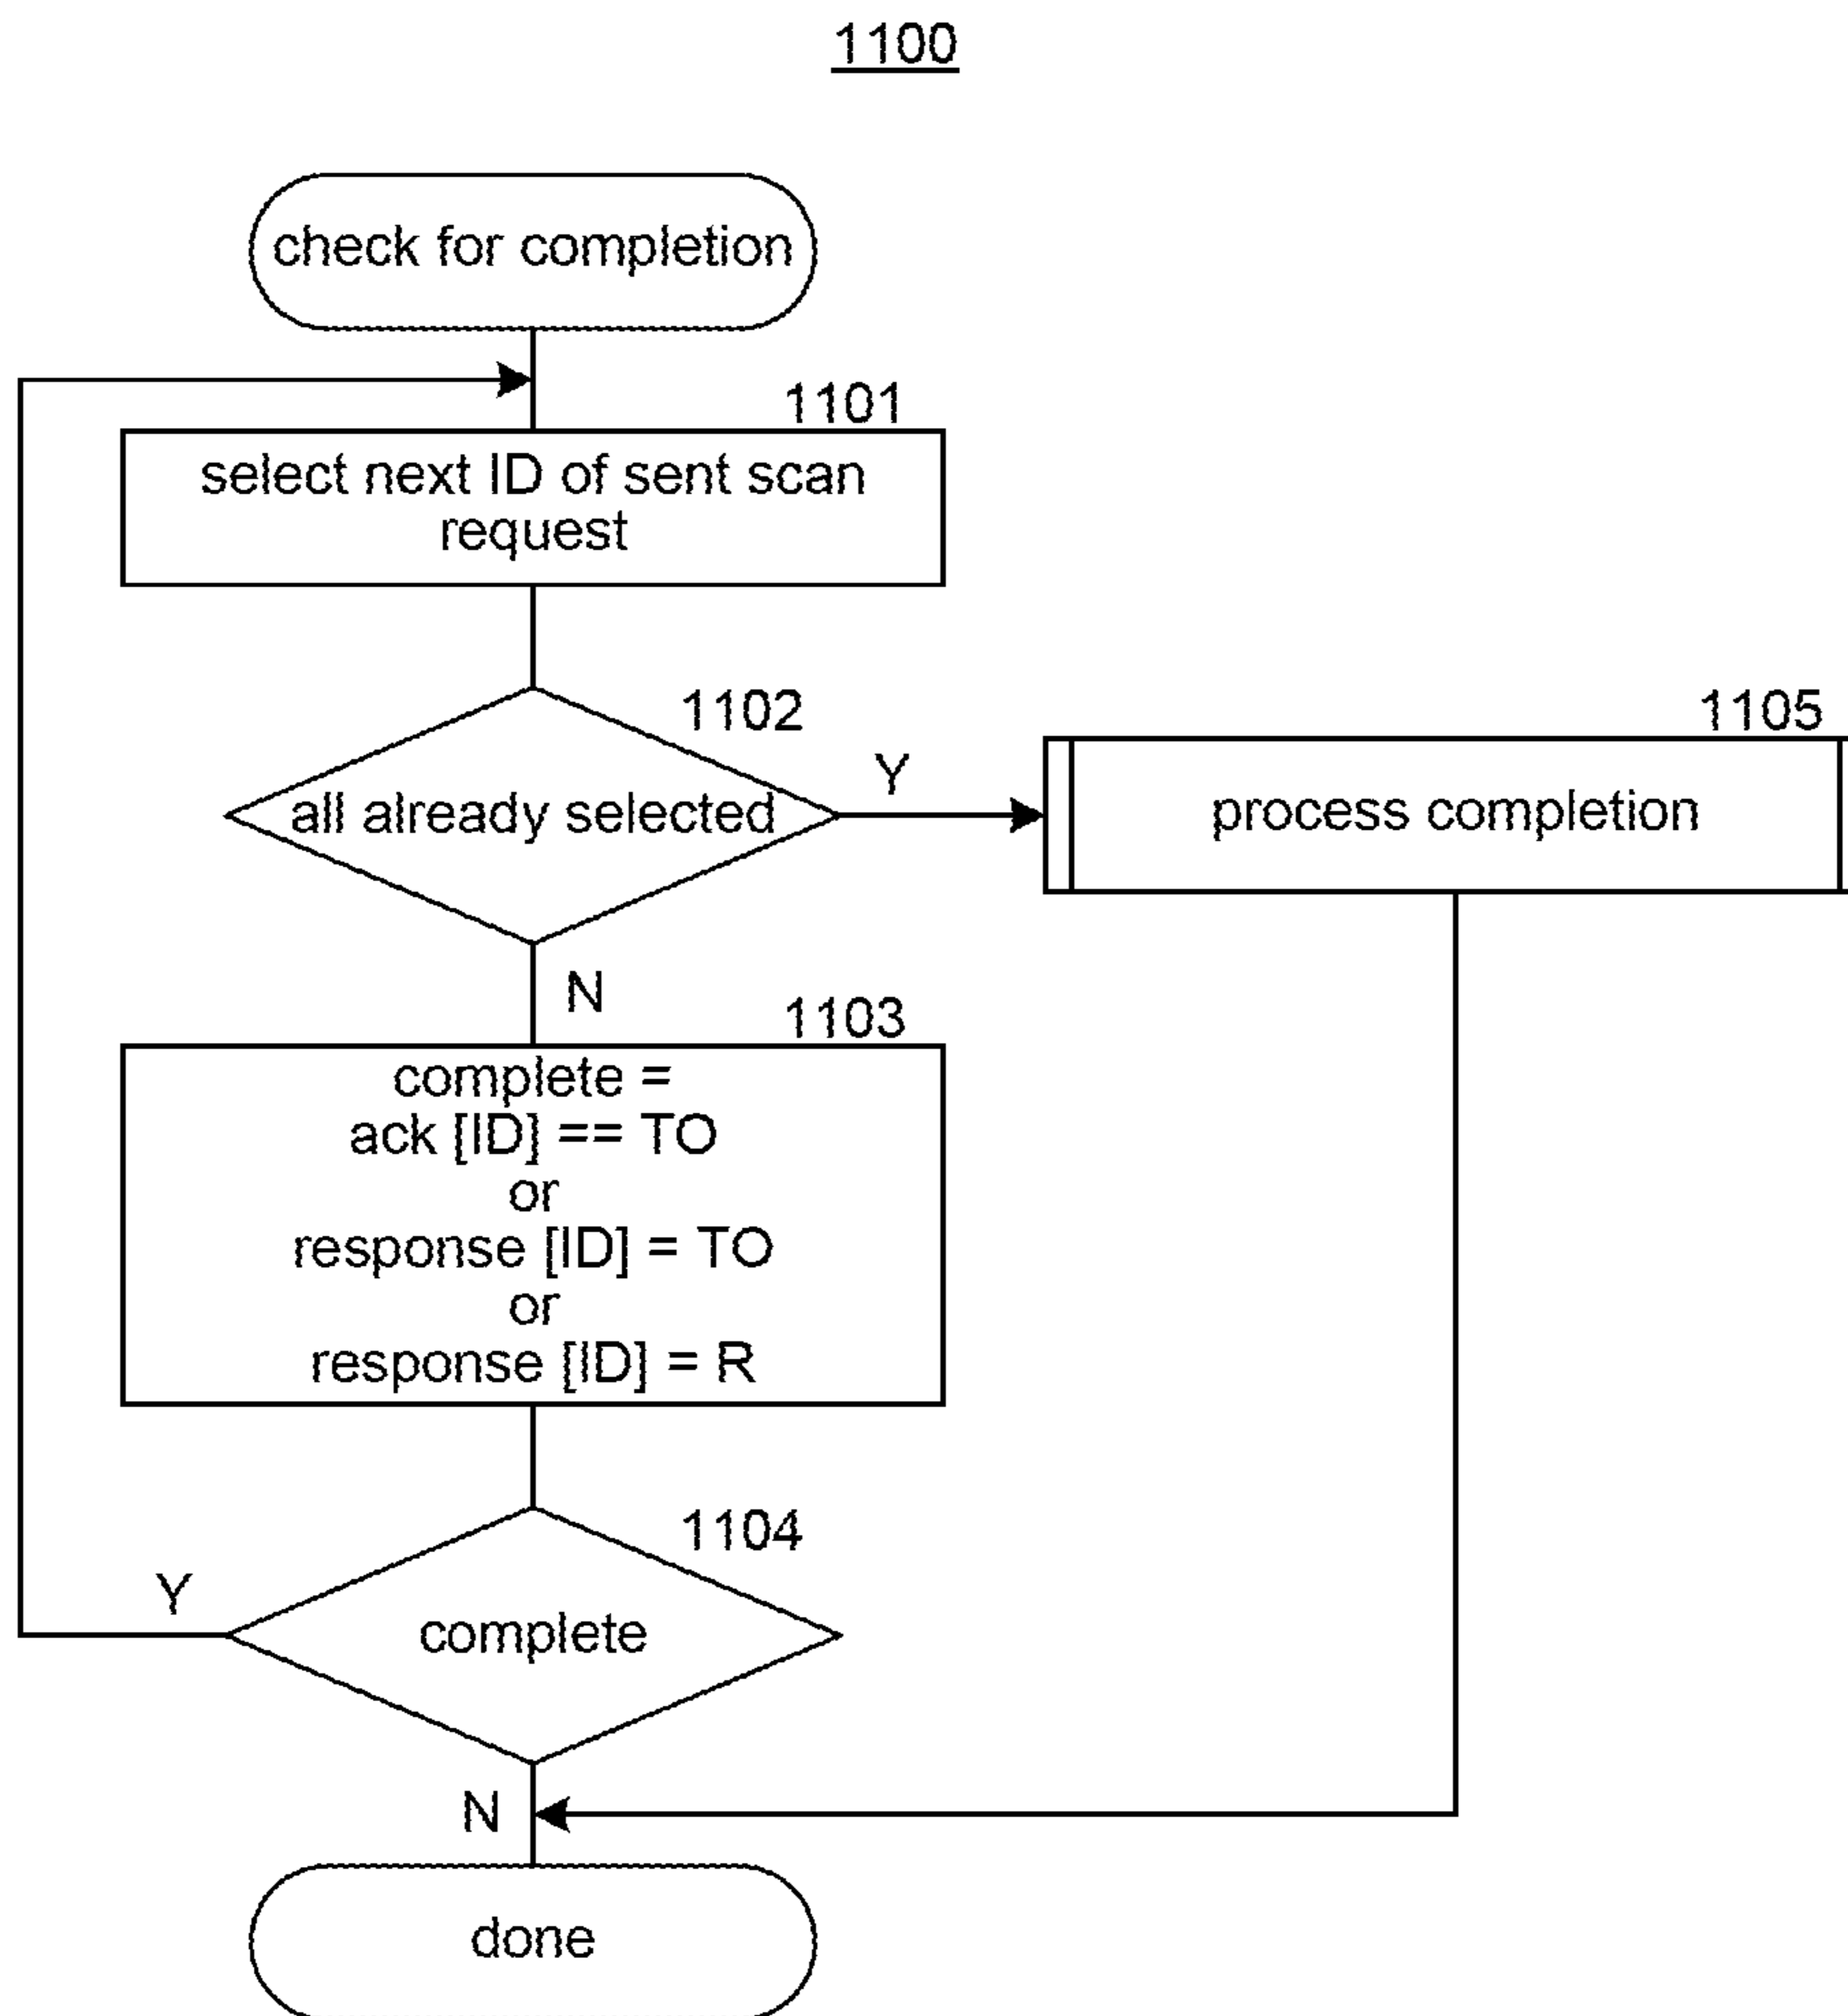 1100
check for completion
1101
select next ID of sent scan
request
1102
all already selected
Y
1105
process completion
N
1103
complete =
ack [ID] == TO
or
response [ID] = TO
or
response [ID] = R
1104
Y
complete
N
done